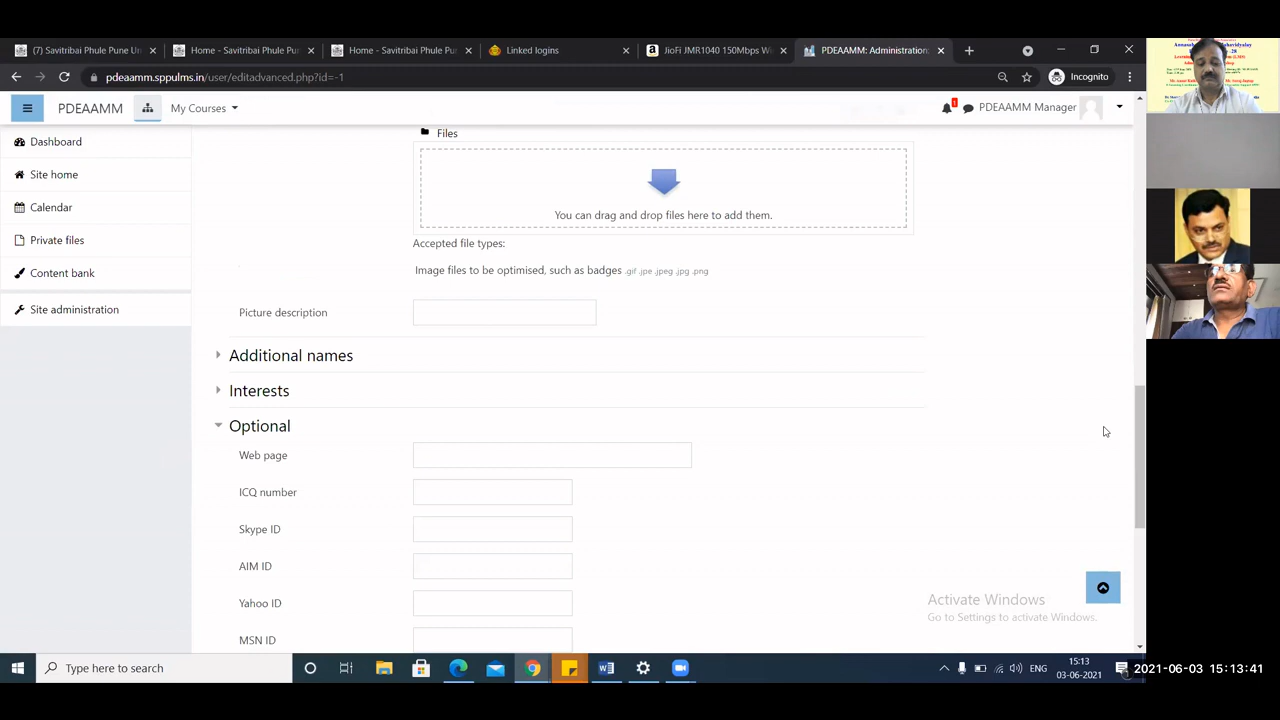 (7) Savitribai Phule Pune Un
Home - Savitribai Phule Pun
Home - Savitribai Phule Pun
Linked logins
JioFi JMR1040 150Mbps W
PDEAAMM: Administration:
pdeaamm.sppulms.in/user/editadvanced.php?id=-1
Incognito
PDEAAMM
My Courses
1
PDEAAMM Manager
Dashboard
Site home
Calendar
Private files
Content bank
Site administration
Files
You can drag and drop files here to add them.
Accepted file types:
Image files to be optimised, such as badges .gif .jpe .jpeg .jpg .png
Picture description
Additional names
Interests
Optional
Web page
ICQ number
Skype ID
AIM ID
Yahoo ID
MSN ID
Activate Windows
Go to Settings to activate Windows.
Type here to search
ENG
15:13
03-06-2021
2021-06-03 15:13:41